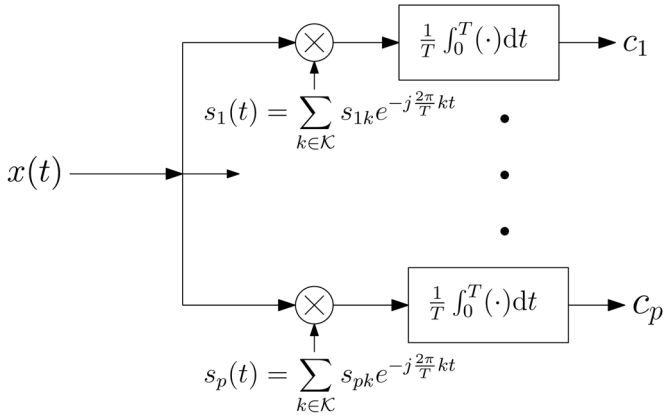 1/T ∫_0^T (·)dt
c_1
s_1(t) = ∑_{k∈𝒦} s_{1k} e^{-j (2π/T) kt}
x(t)
1/T ∫_0^T (·)dt
c_p
s_p(t) = ∑_{k∈𝒦} s_{pk} e^{-j (2π/T) kt}